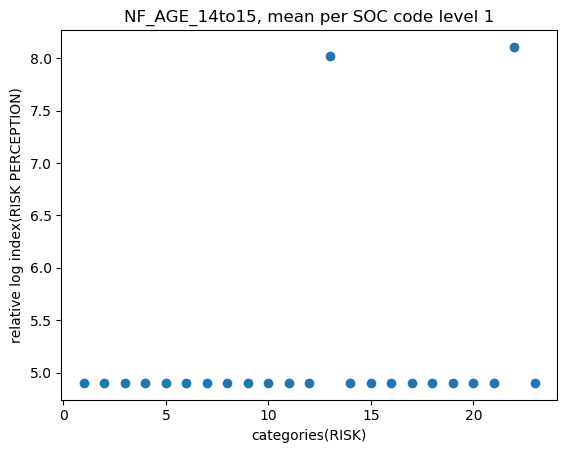 NF_AGE_14to15, mean per SOC code level 1
8.0
7.5
7.0
6.5
6.0
5.5
5.0
relative log index(RISK PERCEPTION)
0 5 10 15 20
categories(RISK)